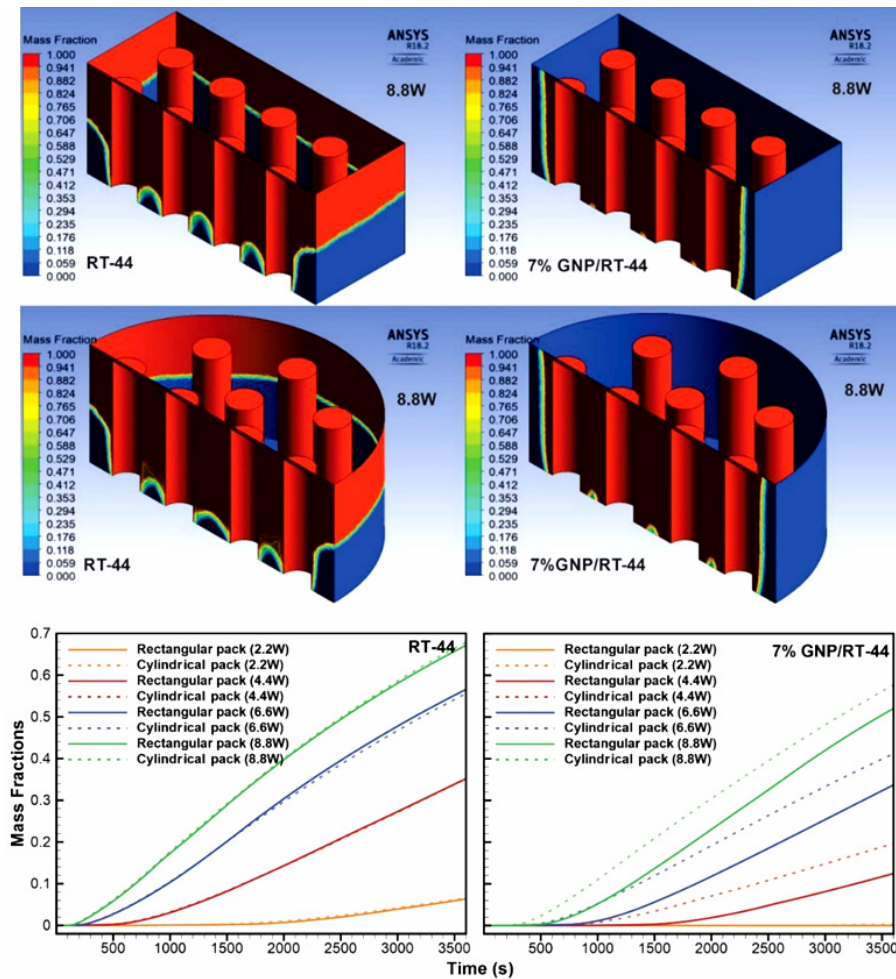 Mass Fraction
1.000
0.941
0.882
0.824
0.765
0.706
0.647
0.588
0.529
0.471
0.412
0.353
0.294
0.235
0.176
0.118
0.059
0.000
ANSYS
R18.2
Academic
8.8W
RT-44
Mass Fraction
1.000
0.941
0.882
0.824
0.765
0.706
0.647
0.588
0.529
0.471
0.412
0.353
0.294
0.235
0.176
0.118
0.059
0.000
ANSYS
R18.2
Academic
8.8W
7% GNP/RT-44
Mass Fraction
1.000
0.941
0.882
0.824
0.765
0.706
0.647
0.588
0.529
0.471
0.412
0.353
0.294
0.235
0.176
0.118
0.059
0.000
ANSYS
R18.2
Academic
8.8W
RT-44
Mass Fraction
1.000
0.941
0.882
0.824
0.765
0.706
0.647
0.588
0.529
0.471
0.412
0.353
0.294
0.235
0.176
0.118
0.059
0.000
ANSYS
R18.2
Academic
8.8W
7%GNP/RT-44
Mass Fractions
0.7
0.6
0.5
0.4
0.3
0.2
0.1
0
Rectangular pack (2.2W)
Cylindrical pack (2.2W)
Rectangular pack (4.4W)
Cylindrical pack (4.4W)
Rectangular pack (6.6W)
Cylindrical pack (6.6W)
Rectangular pack (8.8W)
Cylindrical pack (8.8W)
RT-44
500 1000 1500 2000 2500 3000 3500
Rectangular pack (2.2W)
Cylindrical pack (2.2W)
Rectangular pack (4.4W)
Cylindrical pack (4.4W)
Rectangular pack (6.6W)
Cylindrical pack (6.6W)
Rectangular pack (8.8W)
Cylindrical pack (8.8W)
7% GNP/RT-44
500 1000 1500 2000 2500 3000 3500
Time (s)